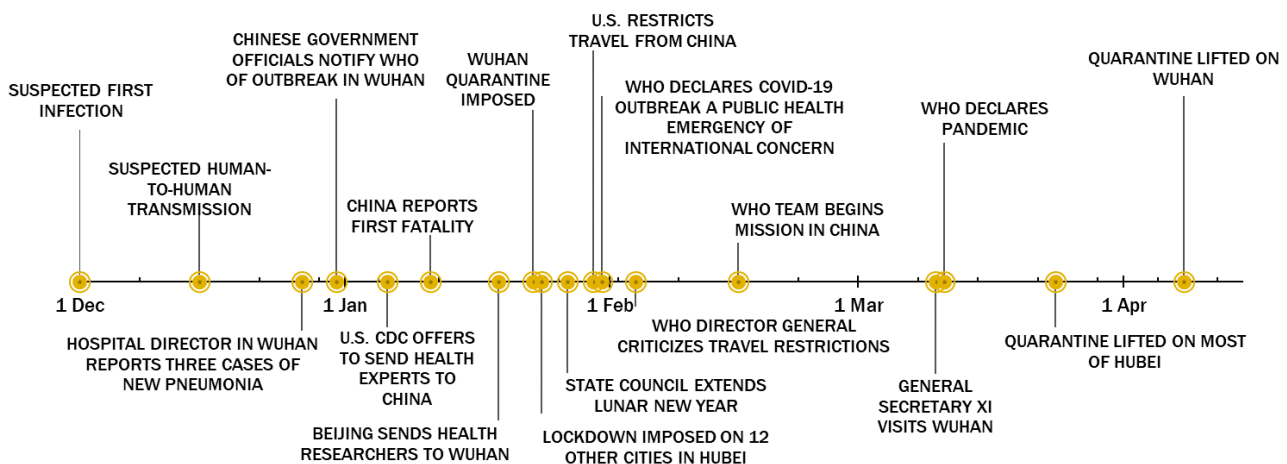 SUSPECTED FIRST
INFECTION
SUSPECTED HUMAN-
TO-HUMAN
TRANSMISSION
CHINESE GOVERNMENT
OFFICIALS NOTIFY WHO
OF OUTBREAK IN WUHAN
CHINA REPORTS
FIRST FATALITY
WUHAN
QUARANTINE
IMPOSED
U.S. RESTRICTS
TRAVEL FROM CHINA
WHO DECLARES COVID-19
OUTBREAK A PUBLIC HEALTH
EMERGENCY OF
INTERNATIONAL CONCERN
WHO TEAM BEGINS
MISSION IN CHINA
WHO DECLARES
PANDEMIC
QUARANTINE LIFTED ON
WUHAN
1 Dec
1 Jan
1 Feb
1 Mar
1 Apr
HOSPITAL DIRECTOR IN WUHAN
REPORTS THREE CASES OF
NEW PNEUMONIA
U.S. CDC OFFERS
TO SEND HEALTH
EXPERTS TO
CHINA
BEIJING SENDS HEALTH
RESEARCHERS TO WUHAN
LOCKDOWN IMPOSED ON 12
OTHER CITIES IN HUBEI
STATE COUNCIL EXTENDS
LUNAR NEW YEAR
WHO DIRECTOR GENERAL
CRITICIZES TRAVEL RESTRICTIONS
GENERAL
SECRETARY XI
VISITS WUHAN
QUARANTINE LIFTED ON MOST
OF HUBEI